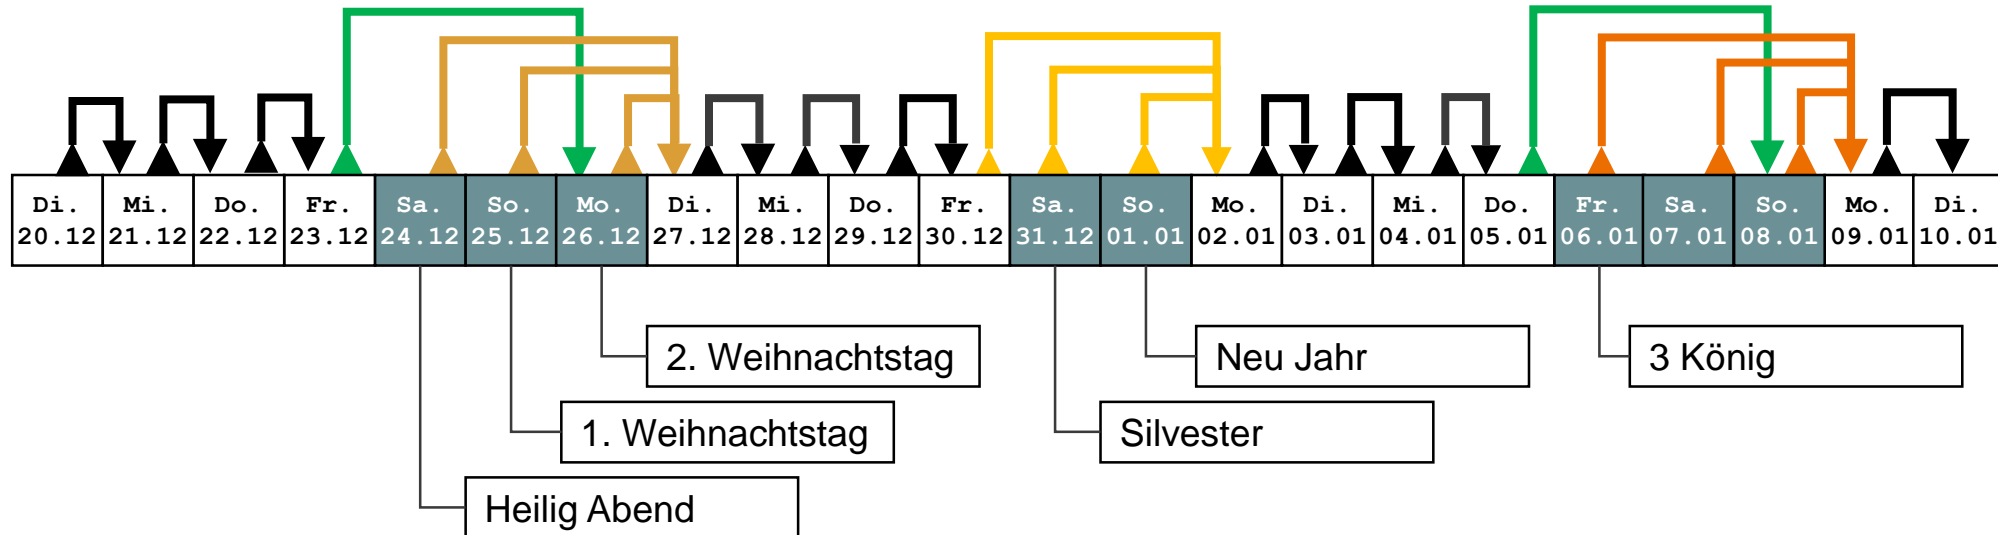 Di. Mi. Do. Fr. Sa. So. Mo. Di. Mi. Do. Fr. Sa. So. Mo. Di. Mi. Do. Fr. Sa. So. Mo. Di.
20.12 21.12 22.12 23.12 24.12 25.12 26.12 27.12 28.12 29.12 30.12 31.12 01.01 02.01 03.01 04.01 05.01 06.01 07.01 08.01 09.01 10.01
2. Weihnachtstag Neu Jahr 3 König
1. Weihnachtstag Silvester
Heilig Abend